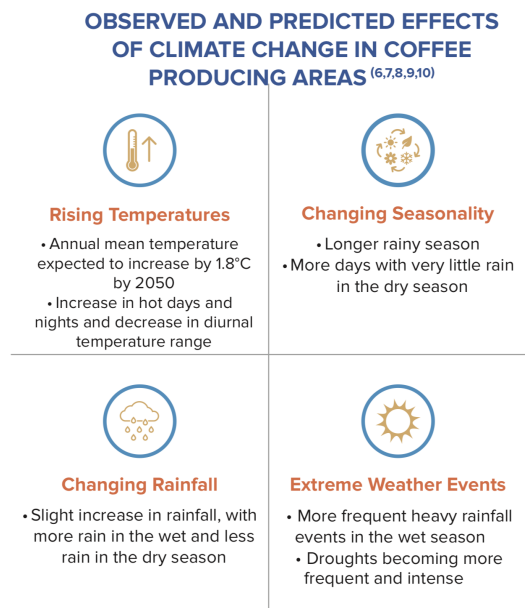 OBSERVED AND PREDICTED EFFECTS
OF CLIMATE CHANGE IN COFFEE
PRODUCING AREAS (6,7,8,9,10)
Rising Temperatures
• Annual mean temperature
expected to increase by 1.8°C
by 2050
• Increase in hot days and
nights and decrease in diurnal
temperature range
Changing Seasonality
• Longer rainy season
• More days with very little rain
in the dry season
Changing Rainfall
• Slight increase in rainfall, with
more rain in the wet and less
rain in the dry season
Extreme Weather Events
• More frequent heavy rainfall
events in the wet season
• Droughts becoming more
frequent and intense